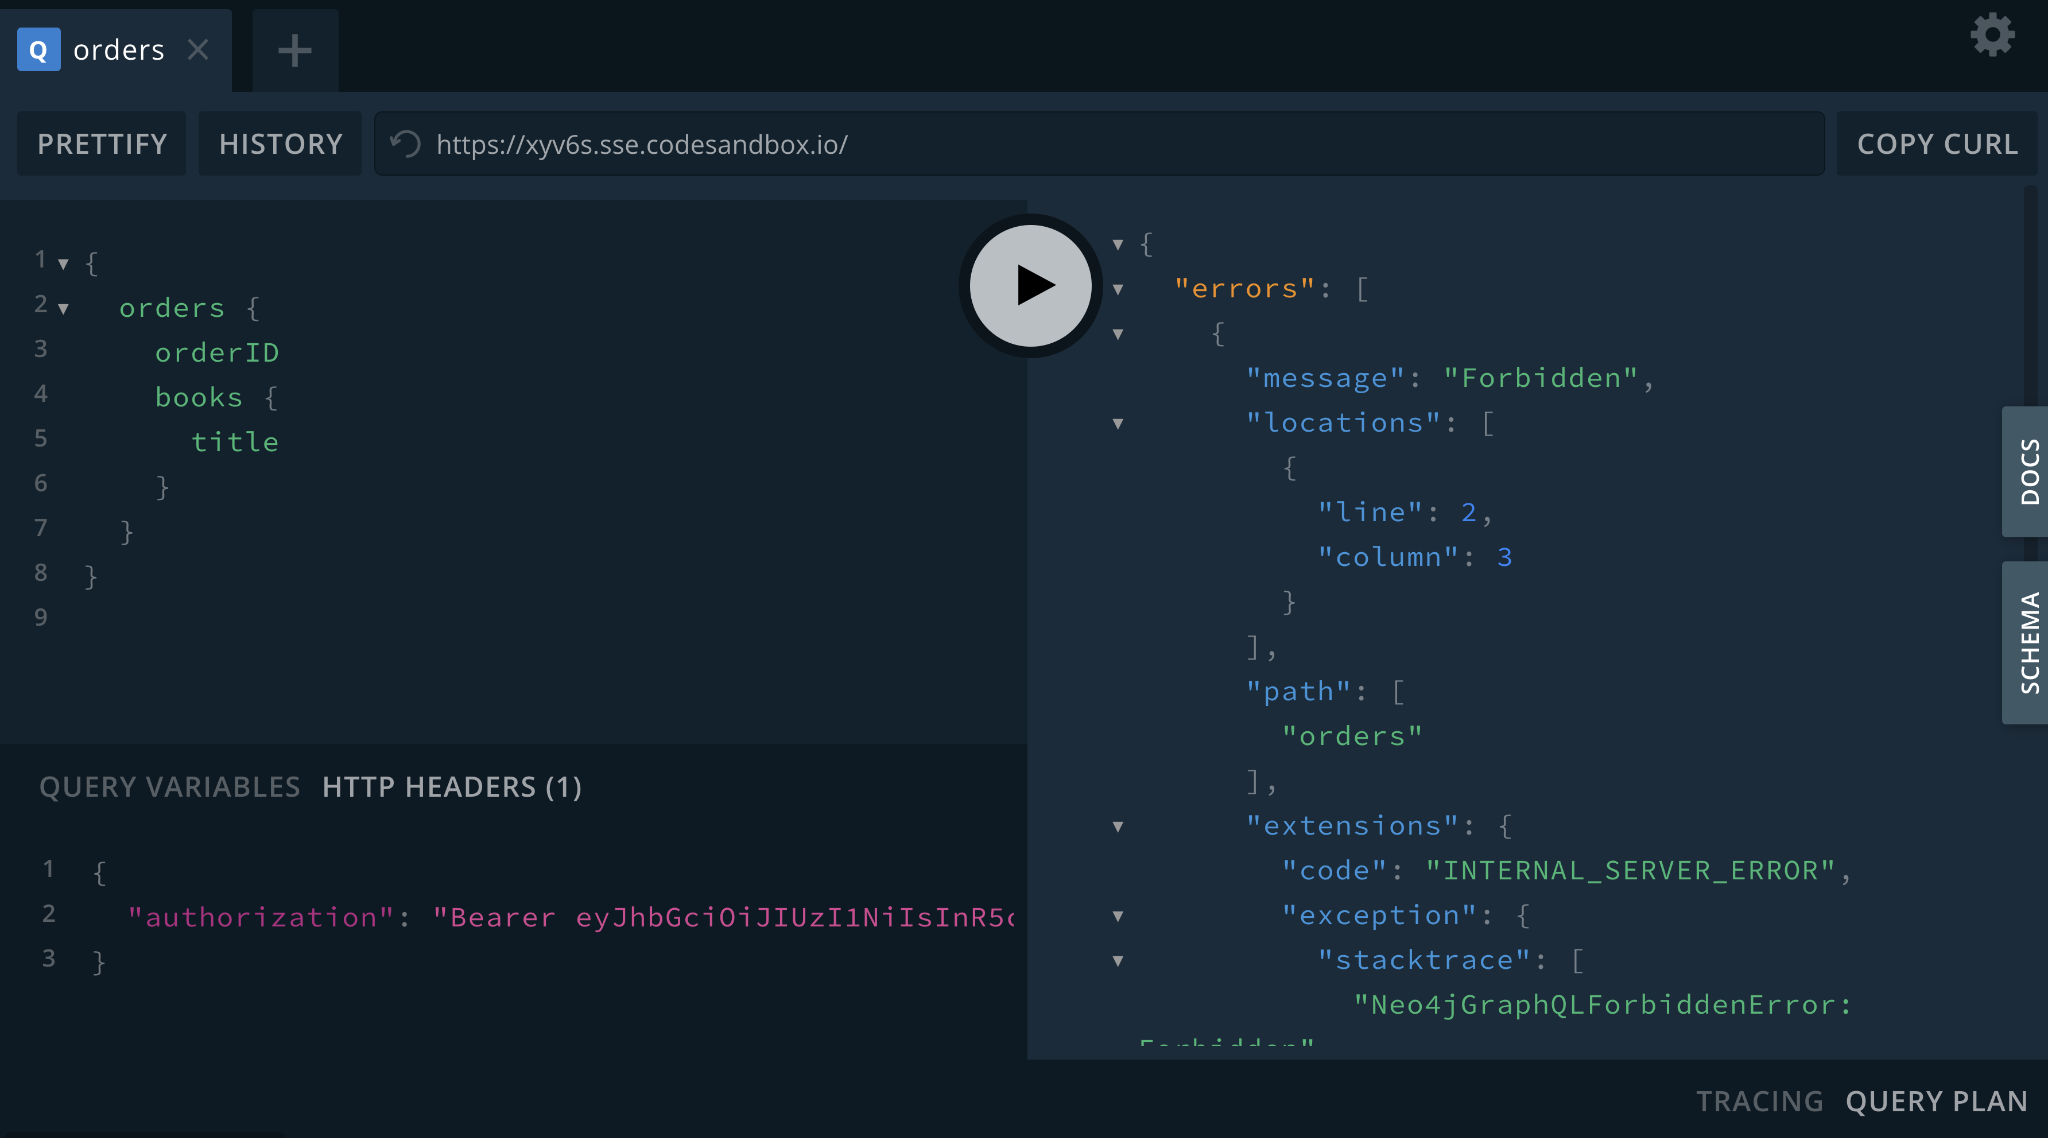 Q orders
PRETTIFY HISTORY https://xyv6s.sse.codesandbox.io/ COPY CURL
1 {
2 orders {
3 orderID
4 books {
5 title
6 }
7 }
8 }
9
QUERY VARIABLES HTTP HEADERS (1)
1 {
2 "authorization": "Bearer eyJhbGciOiJIUzI1NiIsInR5c
3 }
{
"errors": [
{
"message": "Forbidden",
"locations": [
{
"line": 2,
"column": 3
}
],
"path": [
"orders"
],
"extensions": {
"code": "INTERNAL_SERVER_ERROR",
"exception": {
"stacktrace": [
"Neo4jGraphQLForbiddenError:
Forbidden"
DOCS
SCHEMA
TRACING QUERY PLAN